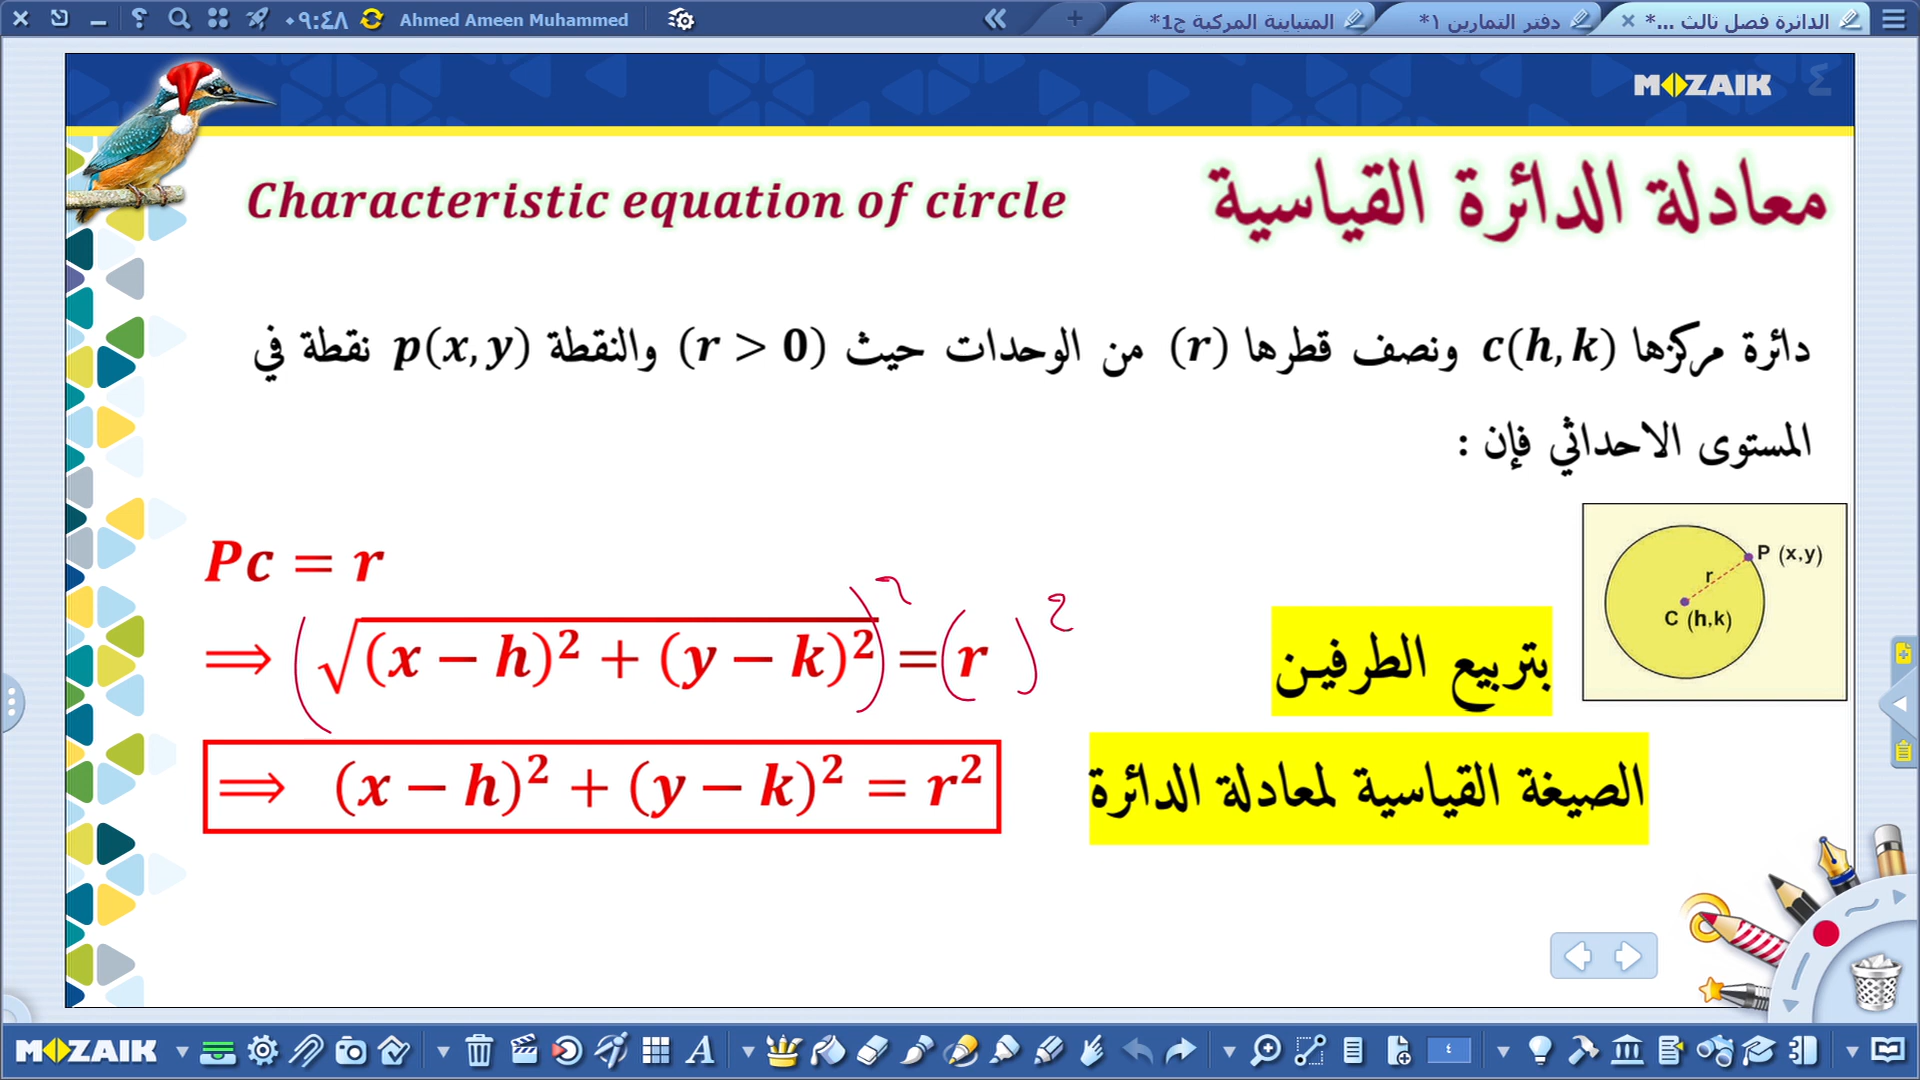 Ahmed Ameen Muhammed
٠٩:٤٨
المتباينة المركبة ج1*
دفتر التمارين ١*
الدائرة فصل ثالث ...*
MOZAIK
٤
Characteristic equation of circle
معادلة الدائرة القياسية
دائرة مركزها c(h, k) ونصف قطرها (r) من الوحدات حيث (r > 0) والنقطة p(x, y) نقطة في
المستوى الاحداثي فإن :
Pc = r
P (x,y)
r
C (h,k)
⟹ (√(x − h)² + (y − k)²)² = (r)²
بتربيع الطرفين
⟹ (x − h)² + (y − k)² = r²
الصيغة القياسية لمعادلة الدائرة
MOZAIK
٤